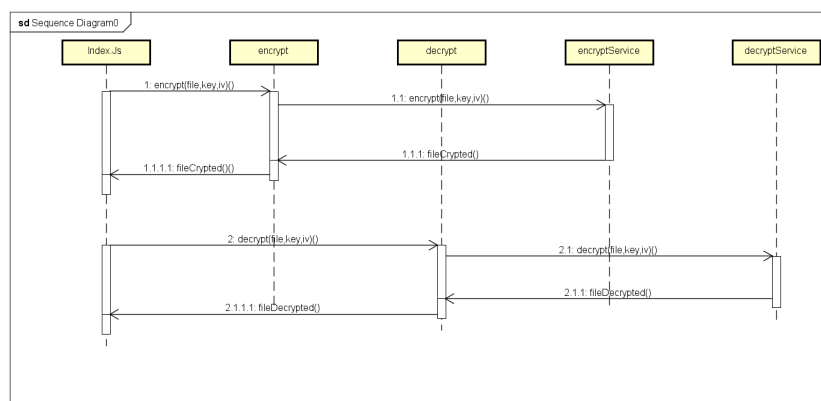 sd Sequence Diagram0
Index.Js
encrypt
decrypt
encryptService
decryptService
1: encrypt(file,key,iv)()
1.1: encrypt(file,key,iv)()
1.1.1: fileCrypted()
1.1.1.1: fileCrypted()()
2: decrypt(file,key,iv)()
2.1: decrypt(file,key,iv)()
2.1.1: fileDecrypted()
2.1.1.1: fileDecrypted()